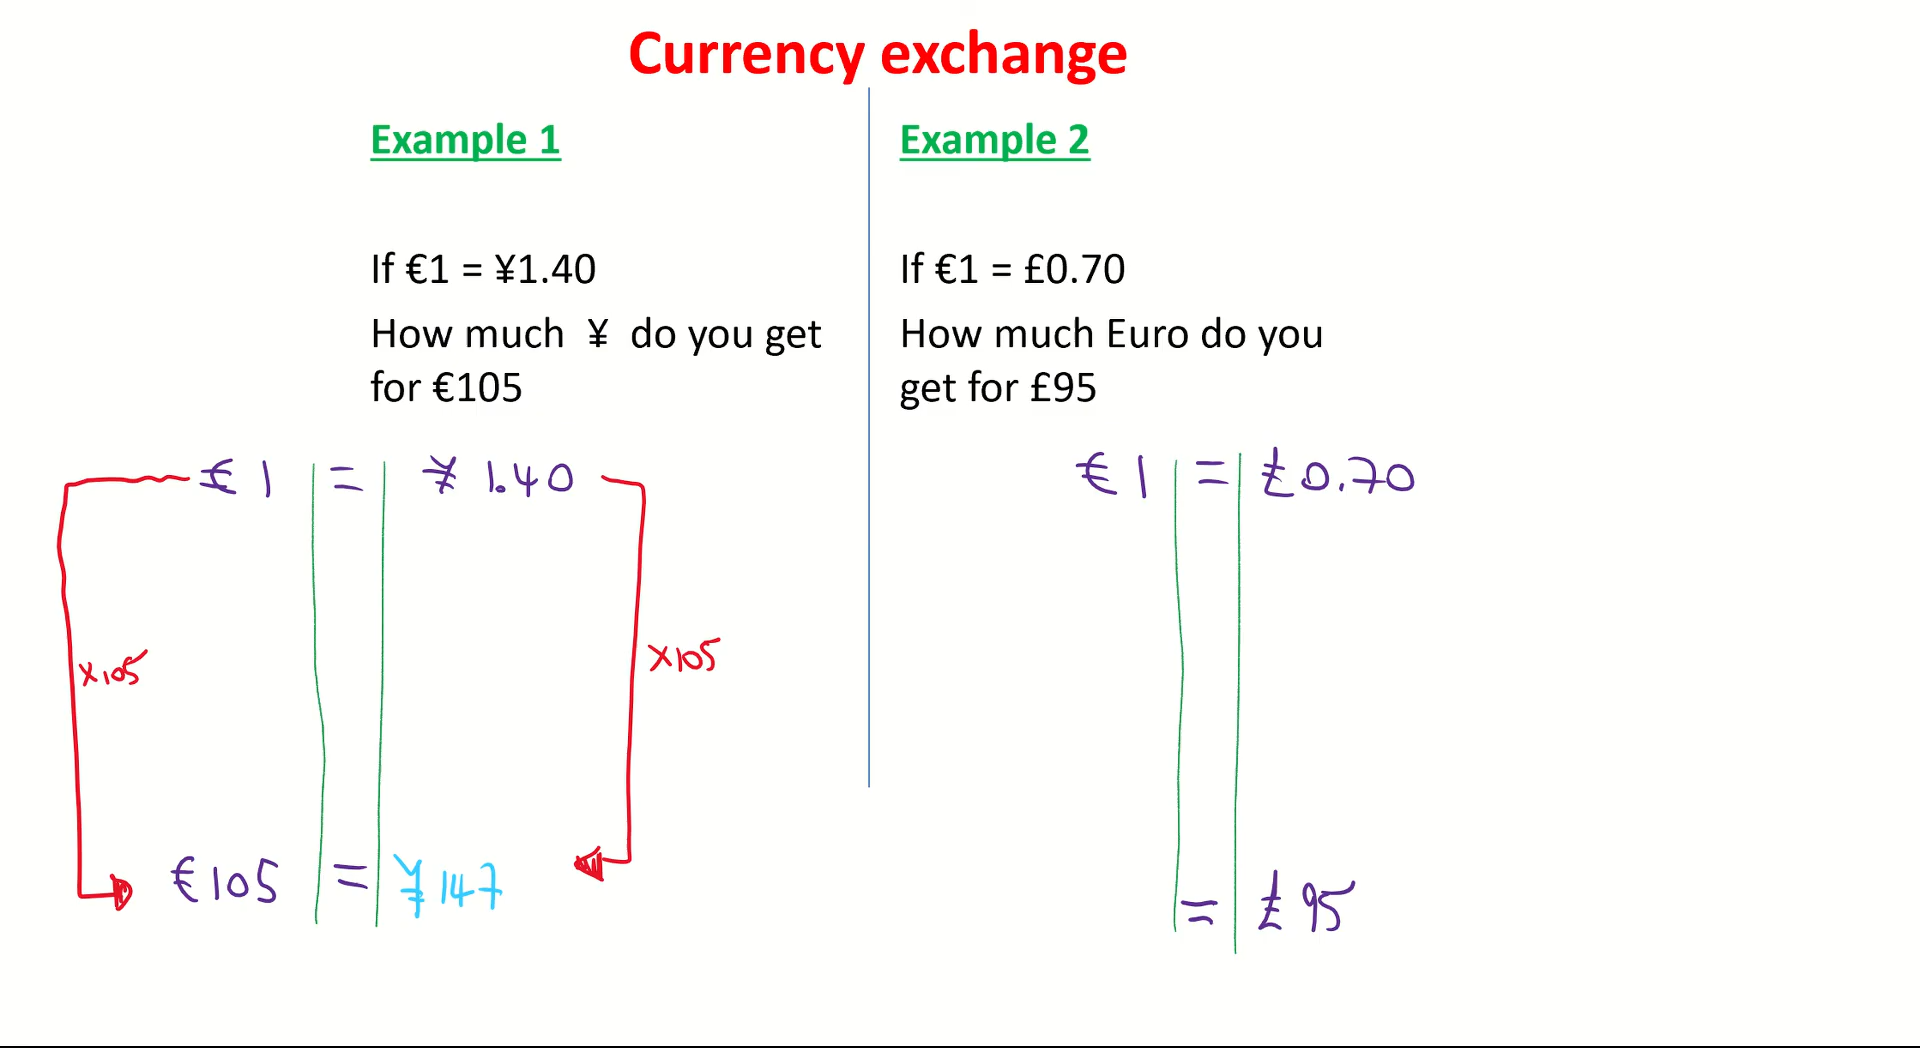 Currency exchange
Example 1
If €1 = ¥1.40
How much ¥ do you get
for €105
€1 = ¥1.40
x105
x105
€105 = ¥147
Example 2
If €1 = £0.70
How much Euro do you
get for £95
€1 = £0.70
= £95